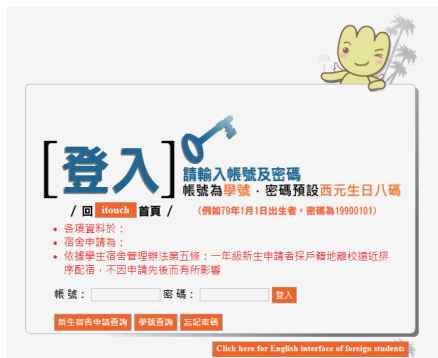 [登入]
請輸入帳號及密碼
帳號為學號．密碼預設西元生日八碼
/ 回 itouch 首頁 /
(例如79年1月1日出生者，密碼為19900101)
各項資料於：
宿舍申請為：
依據學生宿舍管理辦法第五條：一年級新生申請者採戶籍地離校遠近排
序配宿，不因申請先後而有所影響
帳 號： 密 碼： 登入
新生宿舍申請查詢 學號查詢 忘記密碼
Click here for English interface of foreign students